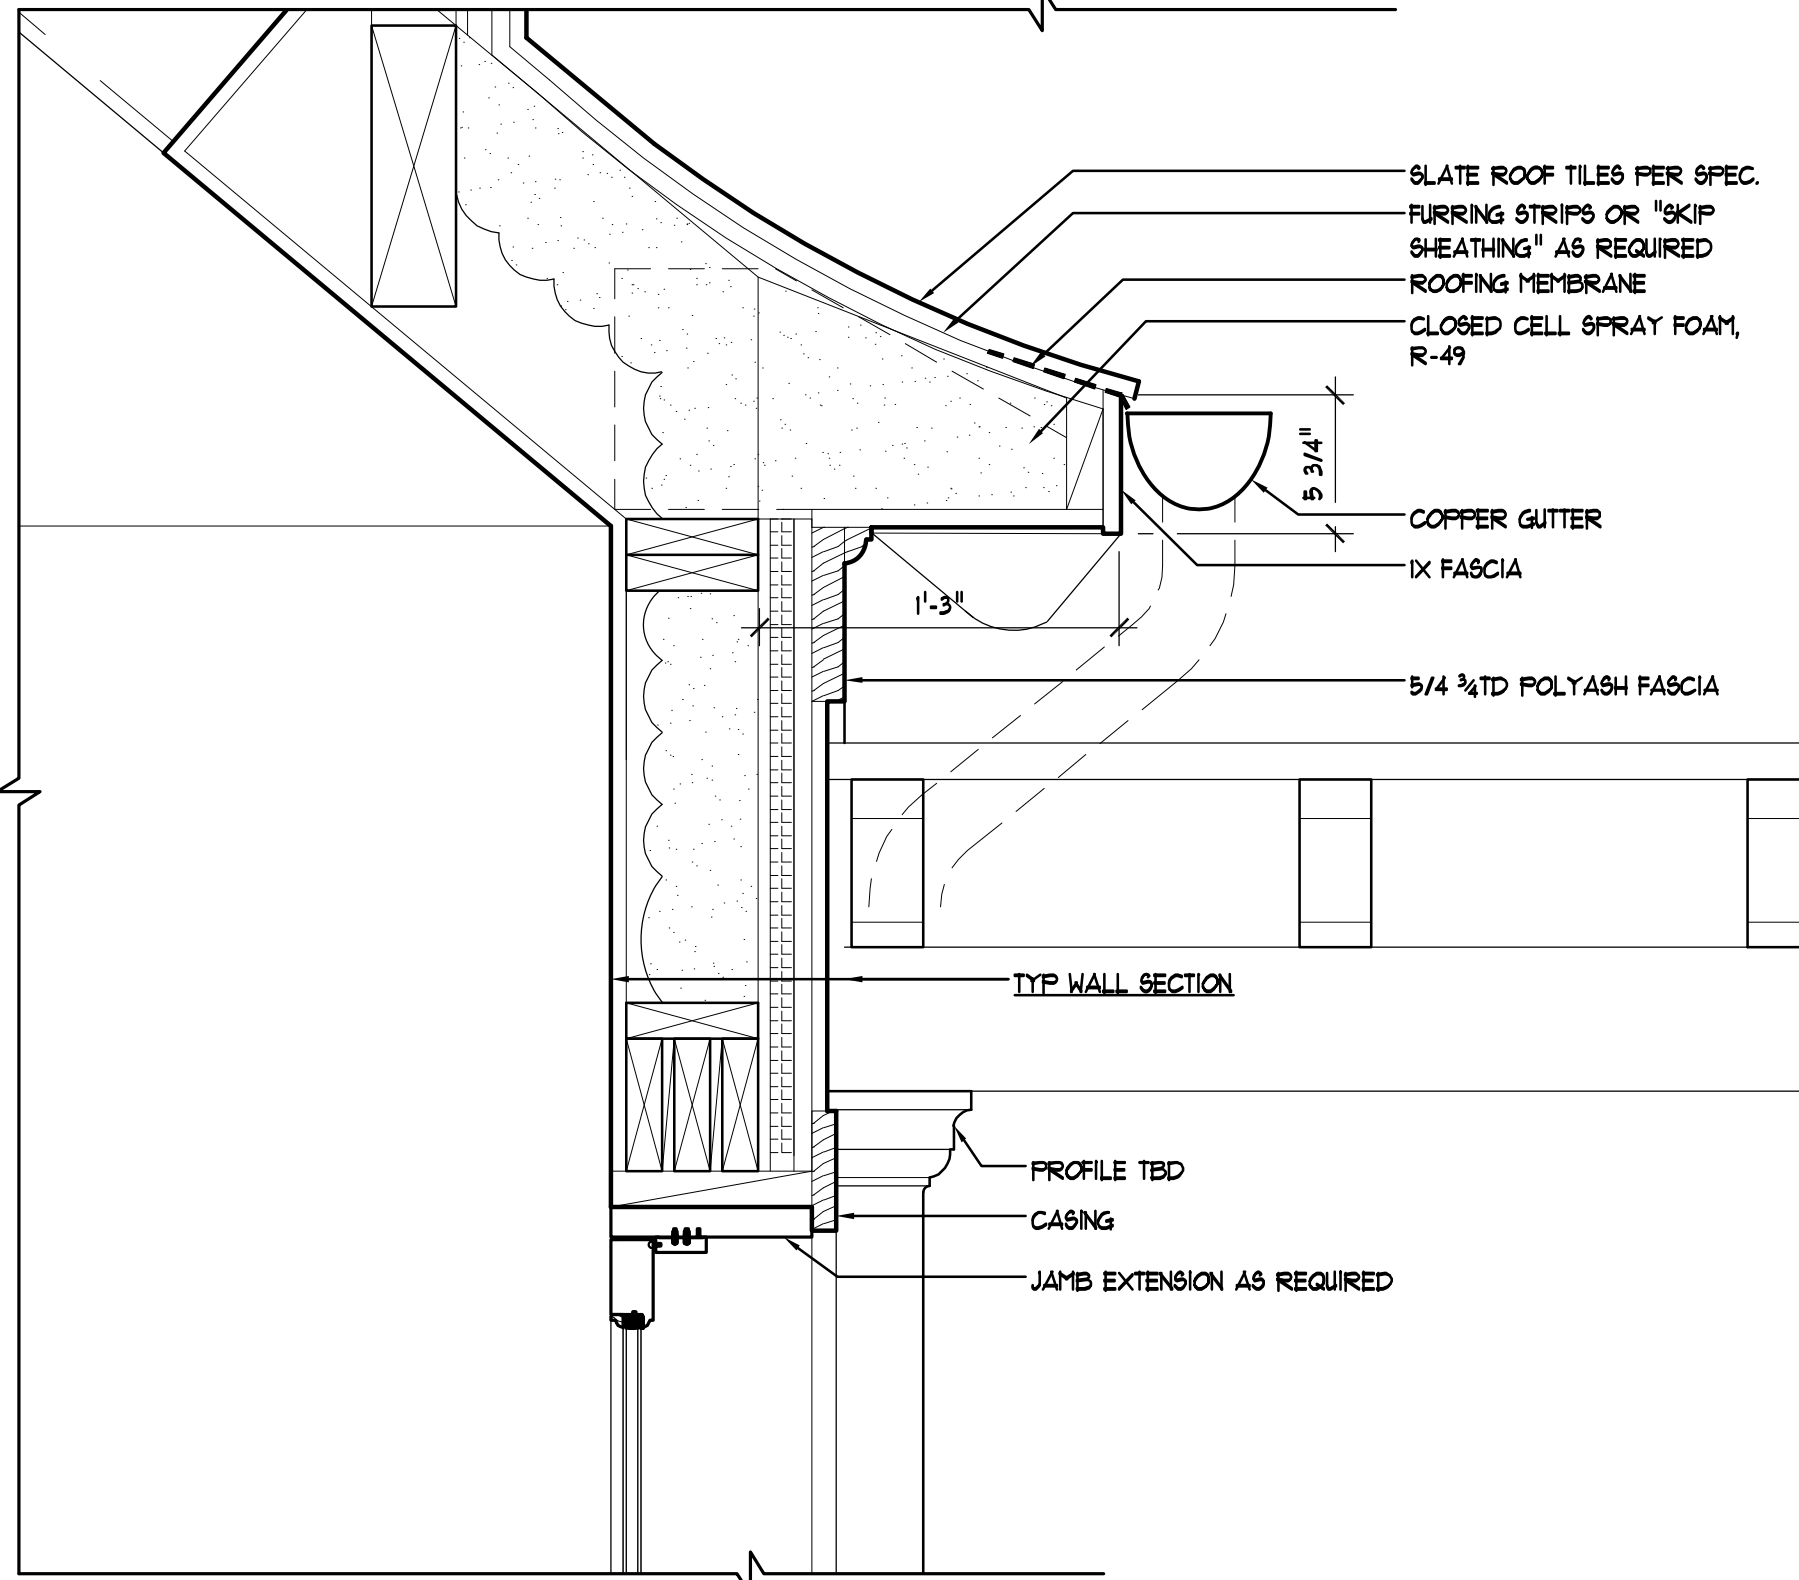 SLATE ROOF TILES PER SPEC.
FURRING STRIPS OR "SKIP
SHEATHING" AS REQUIRED
ROOFING MEMBRANE
CLOSED CELL SPRAY FOAM,
R-49
5 3/4"
COPPER GUTTER
1X FASCIA
1'-3"
5/4 ¾TD POLYASH FASCIA
TYP WALL SECTION
PROFILE TBD
CASING
JAMB EXTENSION AS REQUIRED